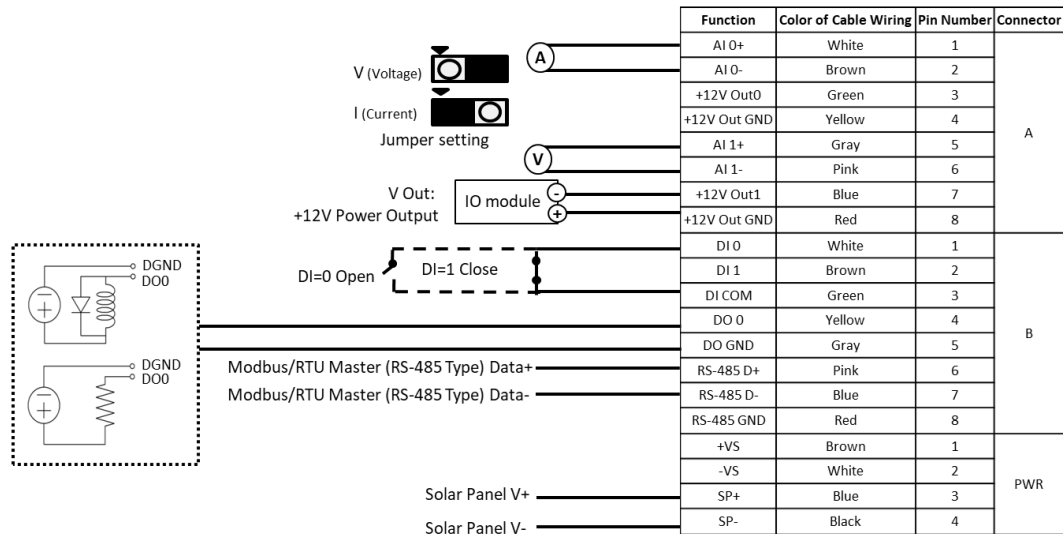 V (Voltage)
I (Current)
Jumper setting
A
V
V Out:
+12V Power Output
IO module
-
+
DI=0 Open
DI=1 Close
DGND
DO0
DGND
DO0
Modbus/RTU Master (RS-485 Type) Data+
Modbus/RTU Master (RS-485 Type) Data-
Solar Panel V+
Solar Panel V-
Function Color of Cable Wiring Pin Number Connector
AI 0+ White 1
AI 0- Brown 2
+12V Out0 Green 3
+12V Out GND Yellow 4
A
AI 1+ Gray 5
AI 1- Pink 6
+12V Out1 Blue 7
+12V Out GND Red 8
DI 0 White 1
DI 1 Brown 2
DI COM Green 3
DO 0 Yellow 4
B
DO GND Gray 5
RS-485 D+ Pink 6
RS-485 D- Blue 7
RS-485 GND Red 8
+VS Brown 1
-VS White 2
PWR
SP+ Blue 3
SP- Black 4